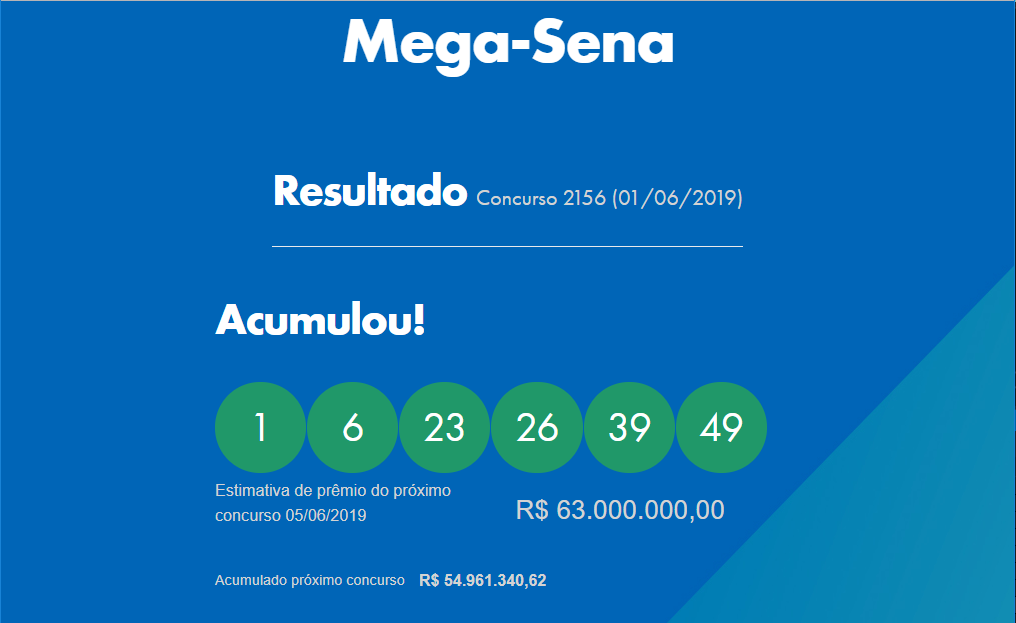 Mega-Sena
Resultado Concurso 2156 (01/06/2019)
Acumulou!
1 6 23 26 39 49
Estimativa de prêmio do próximo
concurso 05/06/2019
R$ 63.000.000,00
Acumulado próximo concurso R$ 54.961.340,62